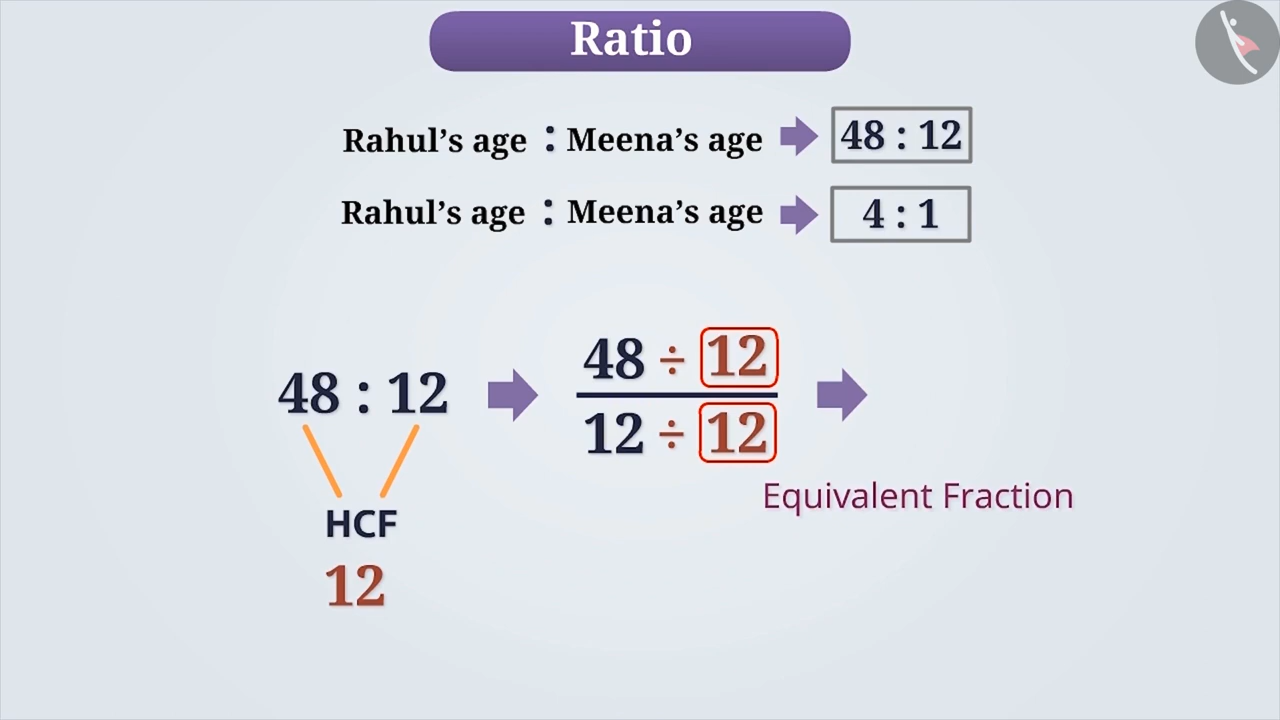 Ratio
Rahul’s age : Meena’s age 48 : 12
Rahul’s age : Meena’s age 4 : 1
48 : 12
48 ÷ 12
12 ÷ 12
Equivalent Fraction
HCF
12